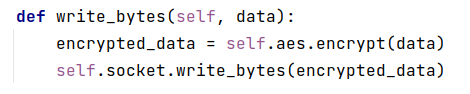 def write_bytes(self, data):
    encrypted_data = self.aes.encrypt(data)
    self.socket.write_bytes(encrypted_data)